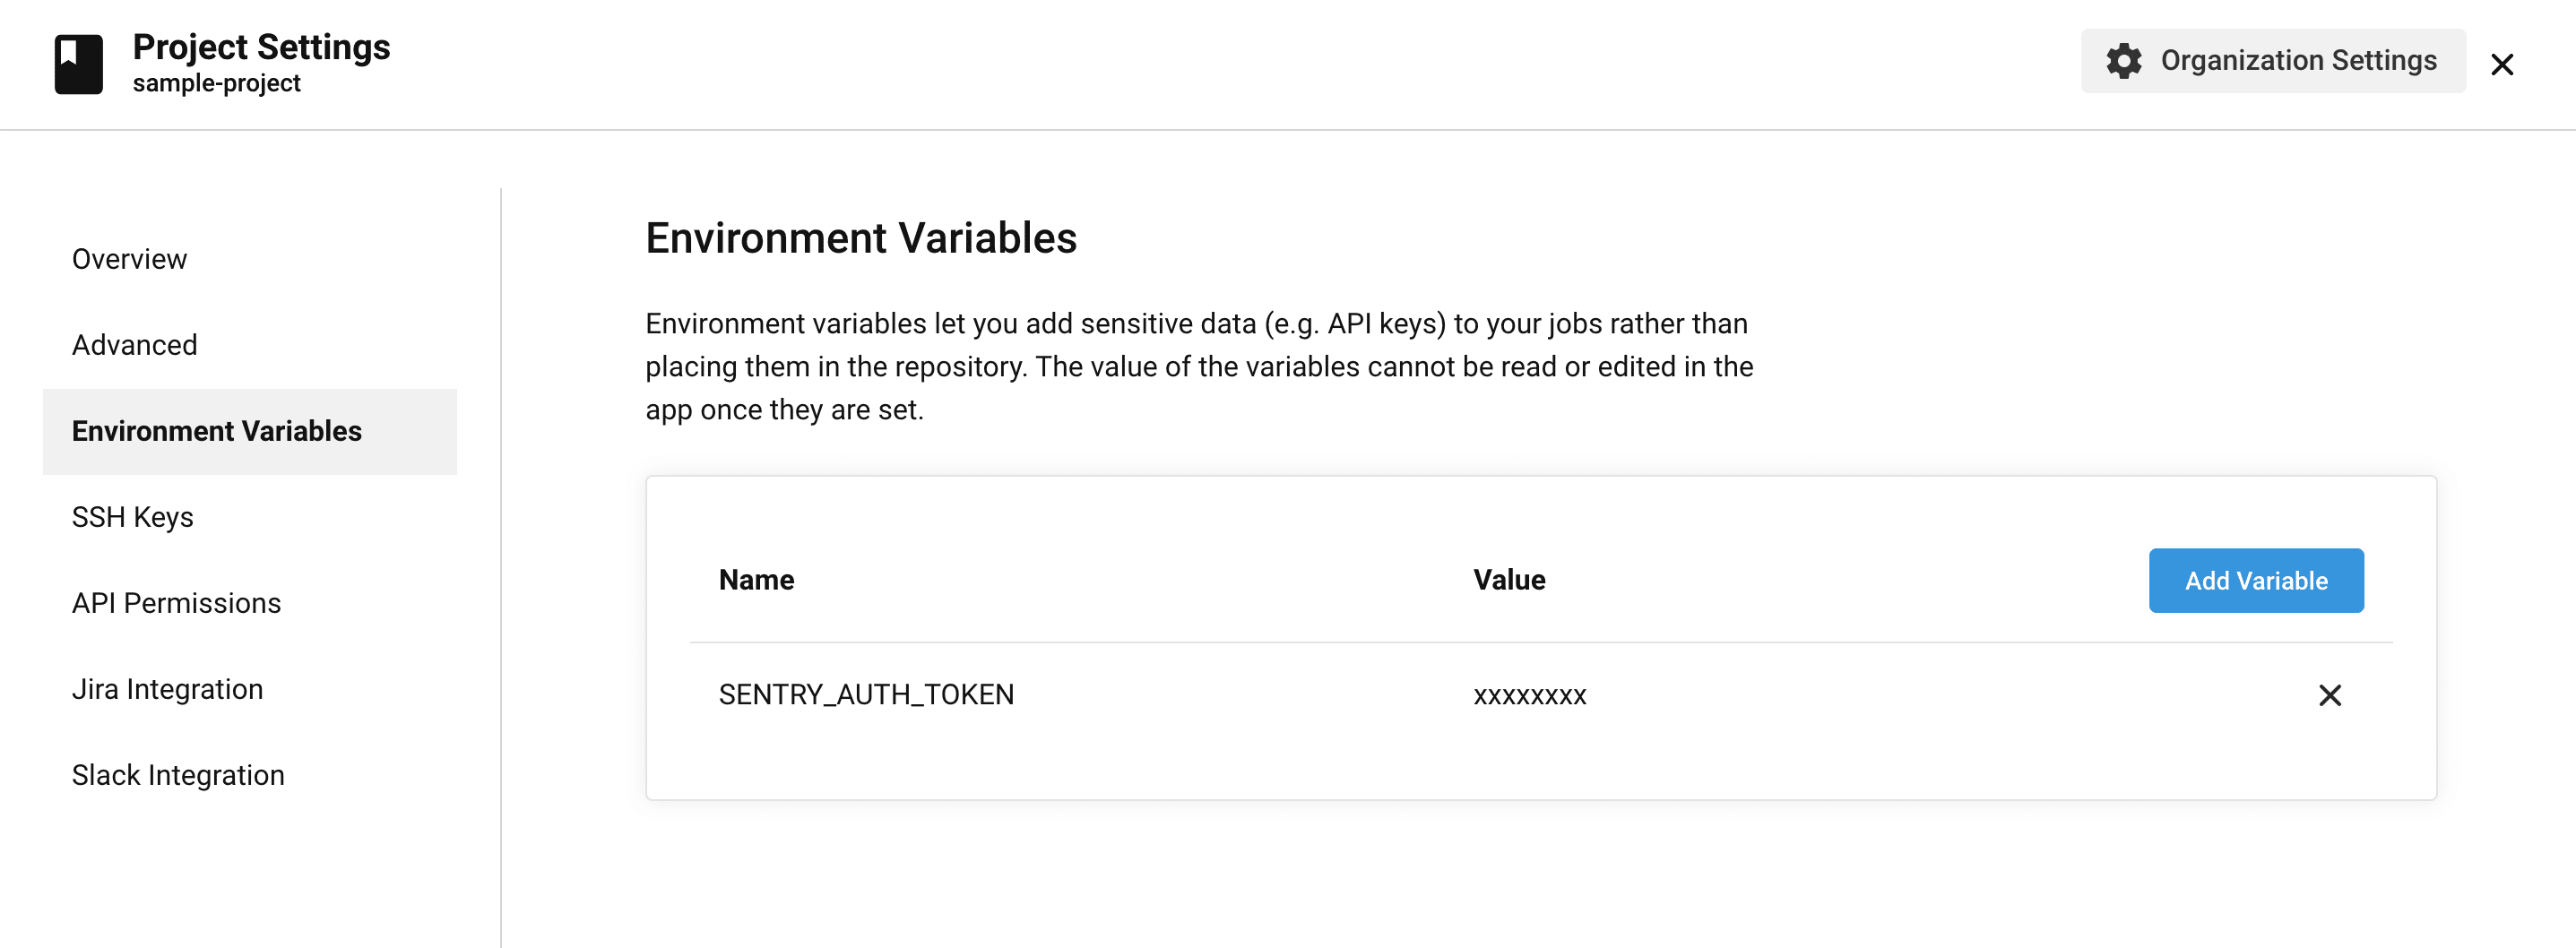 Project Settings
sample-project
Organization Settings
Overview
Advanced
Environment Variables
SSH Keys
API Permissions
Jira Integration
Slack Integration
Environment Variables
Environment variables let you add sensitive data (e.g. API keys) to your jobs rather than
placing them in the repository. The value of the variables cannot be read or edited in the
app once they are set.
Name Value Add Variable
SENTRY_AUTH_TOKEN xxxxxxxx